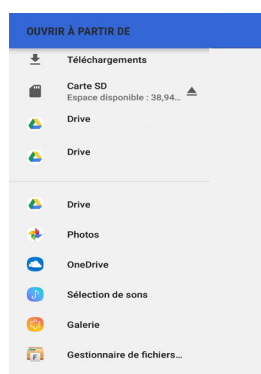 OUVRIR À PARTIR DE
Téléchargements
Carte SD
Espace disponible : 38,94...
Drive
Drive
Drive
Photos
OneDrive
Sélection de sons
Galerie
Gestionnaire de fichiers...